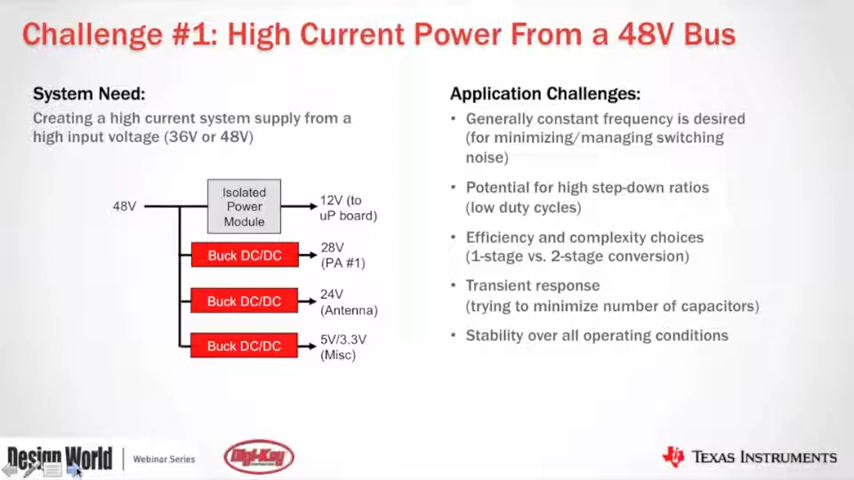 Challenge #1: High Current Power From a 48V Bus
System Need:
Creating a high current system supply from a
high input voltage (36V or 48V)
48V
Isolated
Power
Module
12V (to
uP board)
Buck DC/DC
28V
(PA #1)
Buck DC/DC
24V
(Antenna)
Buck DC/DC
5V/3.3V
(Misc)
Application Challenges:
• Generally constant frequency is desired
(for minimizing/managing switching
noise)
• Potential for high step-down ratios
(low duty cycles)
• Efficiency and complexity choices
(1-stage vs. 2-stage conversion)
• Transient response
(trying to minimize number of capacitors)
• Stability over all operating conditions
Design World
Webinar Series
Digi-Key
TEXAS INSTRUMENTS